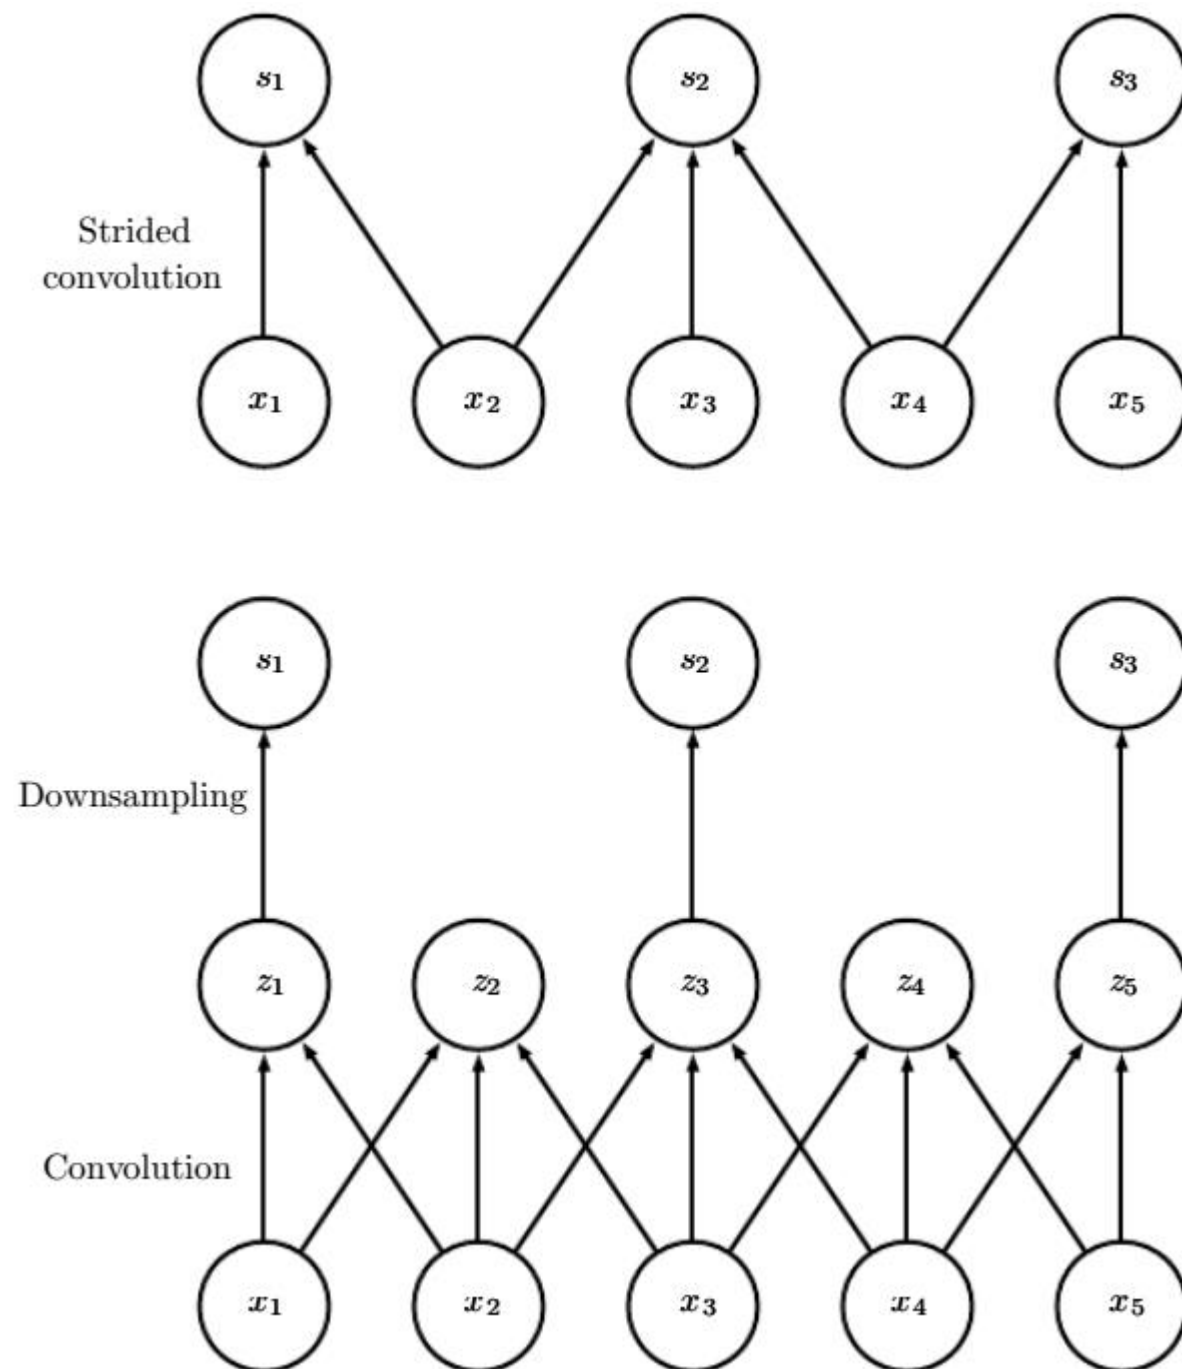 s1 s2 s3
Strided
convolution
x1 x2 x3 x4 x5
s1 s2 s3
Downsampling
z1 z2 z3 z4 z5
Convolution
x1 x2 x3 x4 x5